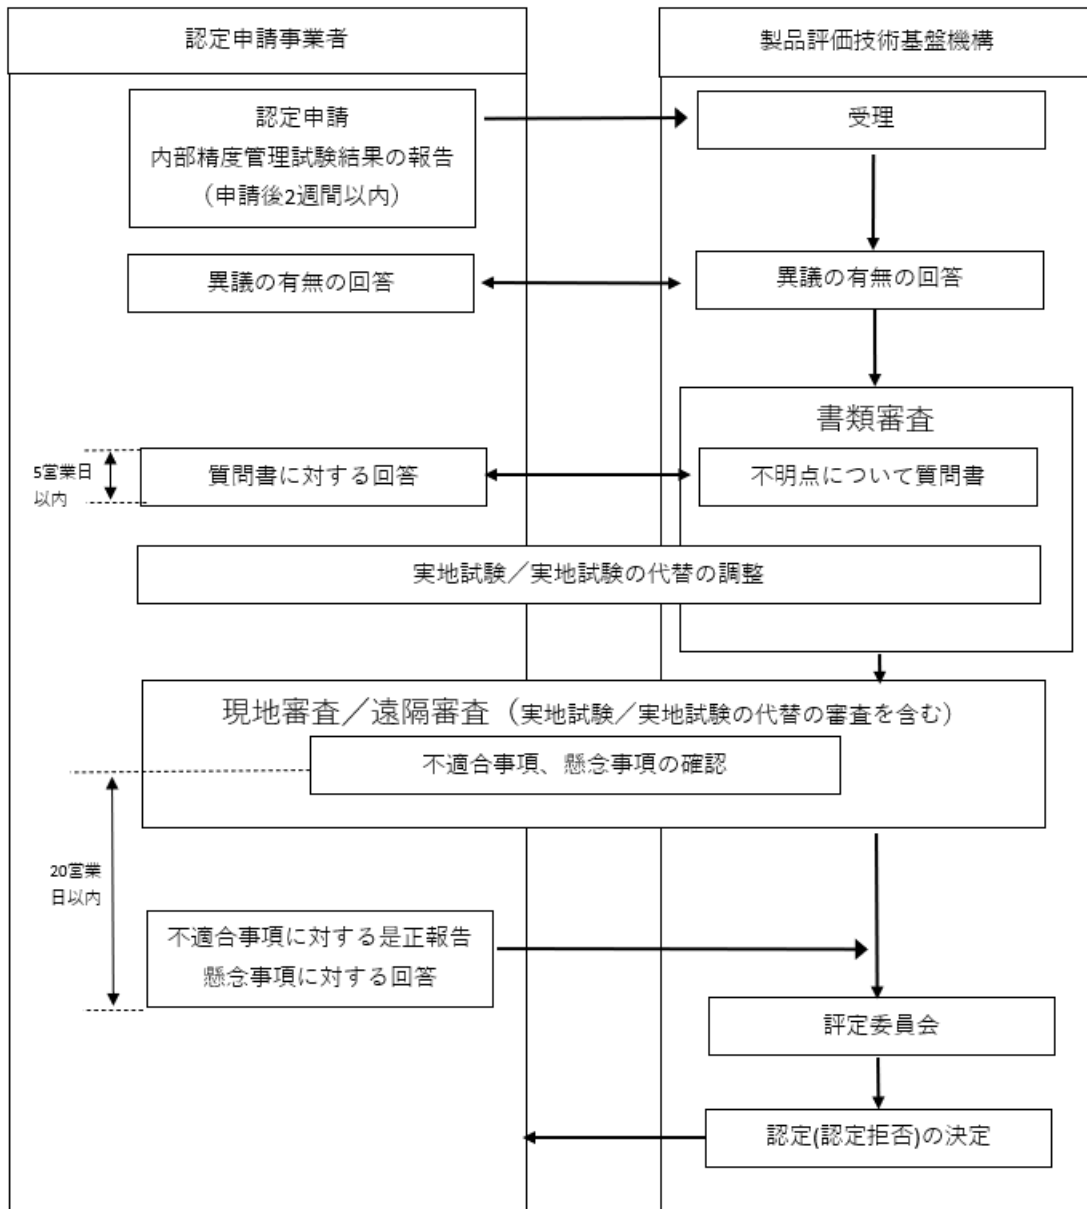 認定申請事業者
製品評価技術基盤機構
認定申請
内部精度管理試験結果の報告
（申請後2週間以内）
受理
異議の有無の回答
異議の有無の回答
書類審査
5営業日
以内
質問書に対する回答
不明点について質問書
実地試験／実地試験の代替の調整
現地審査／遠隔審査（実地試験／実地試験の代替の審査を含む）
不適合事項、懸念事項の確認
20営業
日以内
不適合事項に対する是正報告
懸念事項に対する回答
評定委員会
認定(認定拒否)の決定